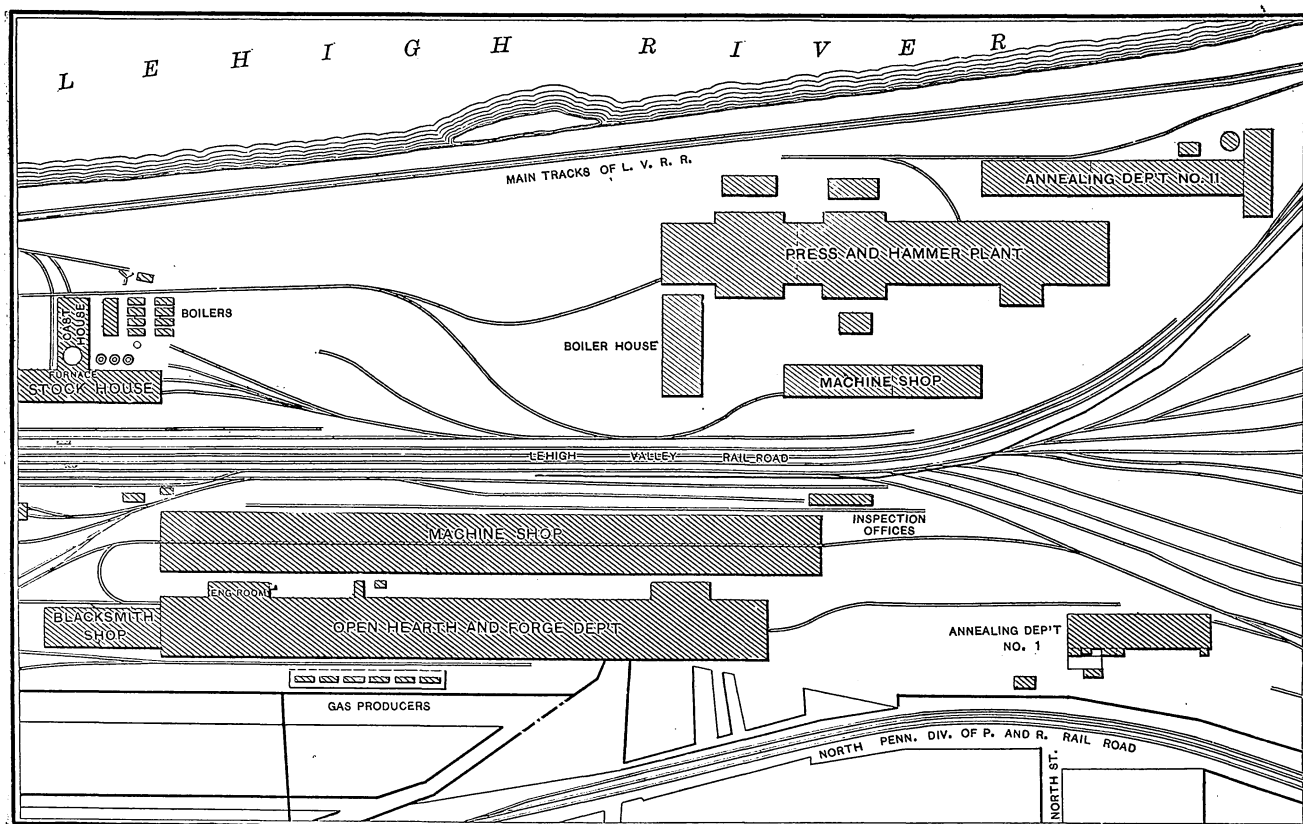 LEHIGH RIVER
MAIN TRACKS OF L. V. R. R.
ANNEALING DEP'T NO. 11
PRESS AND HAMMER PLANT
CAST
HOUSE
BOILERS
BOILER HOUSE
FURNACE
STOCK HOUSE
MACHINE SHOP
LEHIGH VALLEY RAIL ROAD
INSPECTION
OFFICES
MACHINE SHOP
ENG. ROOM
BLACKSMITH
SHOP
OPEN HEARTH AND FORGE DEP'T
ANNEALING DEP'T
NO. 1
GAS PRODUCERS
NORTH PENN. DIV. OF P. AND R. RAIL ROAD
NORTH ST.